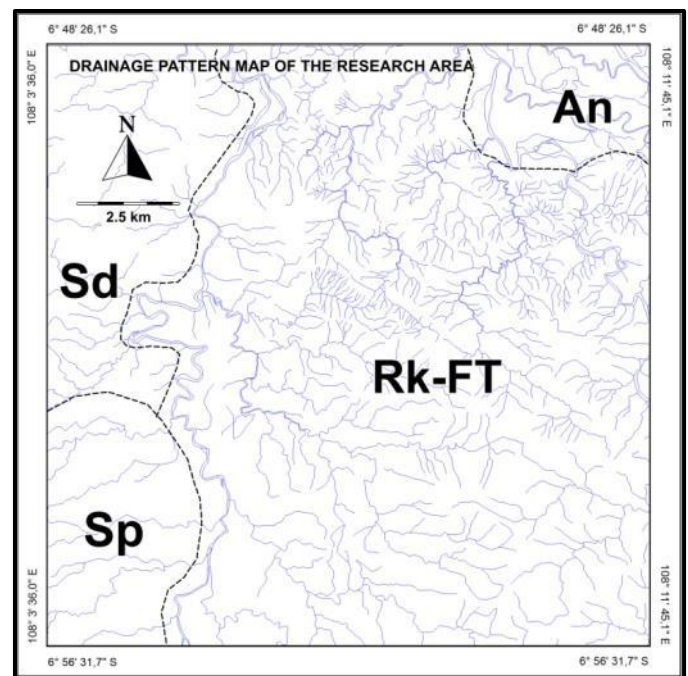 6° 48' 26,1" S 6° 48' 26,1" S
108° 3' 36,0" E
108° 11' 45,1" E
DRAINAGE PATTERN MAP OF THE RESEARCH AREA
An
N
2.5 km
Sd
Rk-FT
Sp
108° 3' 36,0" E
108° 11' 45,1" E
6° 56' 31,7" S 6° 56' 31,7" S